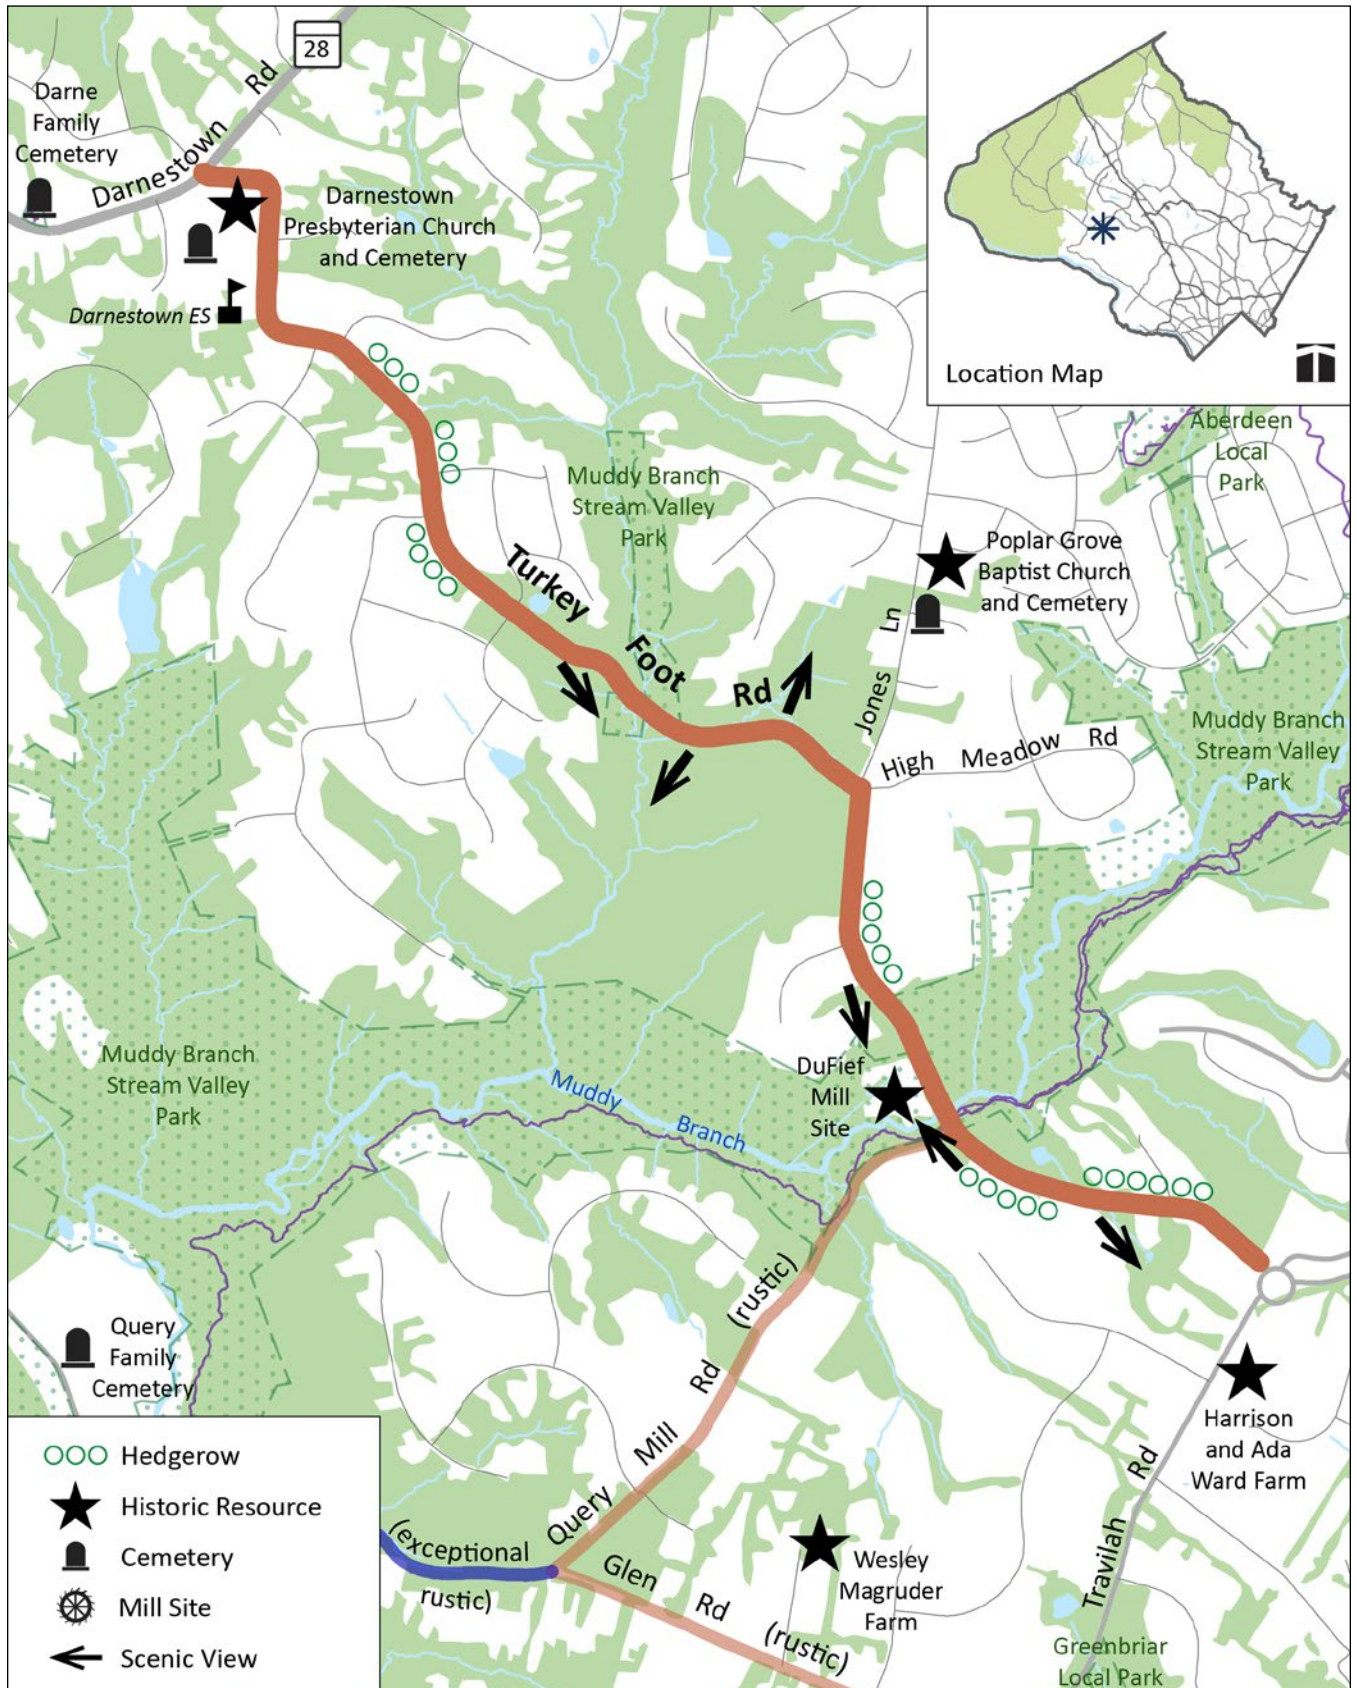 28
Darnestown Rd
Darne
Family
Cemetery
Darnestown
Presbyterian Church
and Cemetery
Darnestown ES
Location Map
Aberdeen
Local
Park
Muddy Branch
Stream Valley
Park
Turkey Foot Rd
Poplar Grove
Baptist Church
and Cemetery
Jones Ln
High Meadow Rd
Muddy Branch
Stream Valley
Park
Muddy Branch
Stream Valley
Park
DuFief
Mill
Site
Muddy Branch
Query
Family
Cemetery
Query Mill Rd (rustic)
Harrison
and Ada
Ward Farm
Travilah Rd
Wesley
Magruder
Farm
Glen Rd (rustic)
(exceptional
rustic)
Greenbriar
Local Park
Hedgerow
Historic Resource
Cemetery
Mill Site
Scenic View